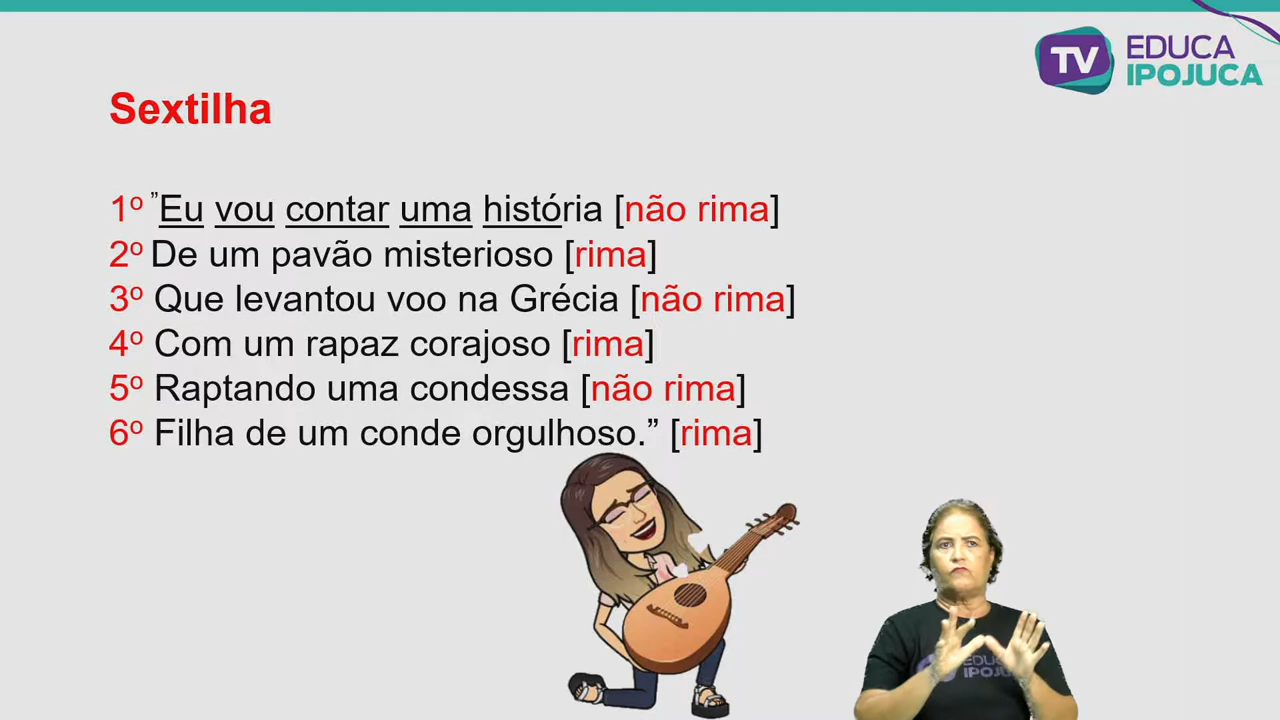 TV EDUCA
IPOJUCA
Sextilha
1º "Eu vou contar uma história [não rima]
2º De um pavão misterioso [rima]
3º Que levantou voo na Grécia [não rima]
4º Com um rapaz corajoso [rima]
5º Raptando uma condessa [não rima]
6º Filha de um conde orgulhoso.” [rima]